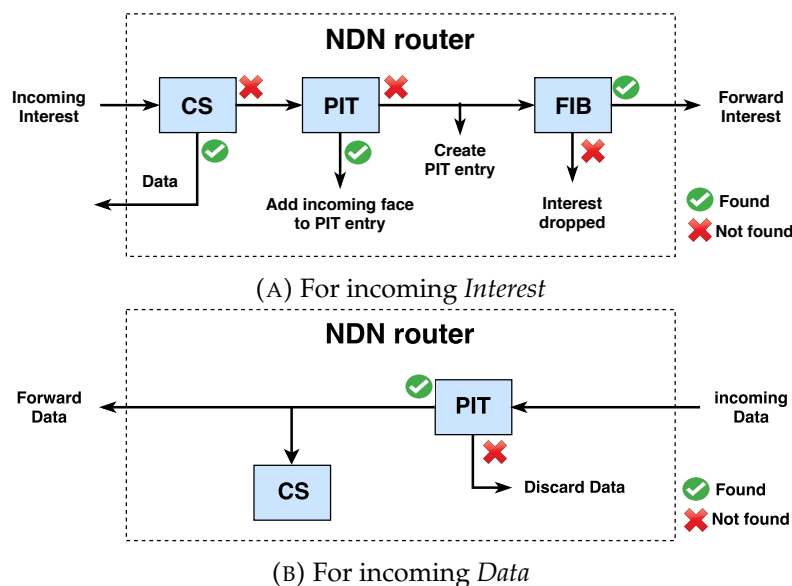 NDN router
Incoming
Interest
CS
PIT
FIB
Forward
Interest
Data
Create
PIT entry
Add incoming face
to PIT entry
Interest
dropped
Found
Not found
(A) For incoming Interest
NDN router
Forward
Data
PIT
incoming
Data
CS
Discard Data
Found
Not found
(B) For incoming Data